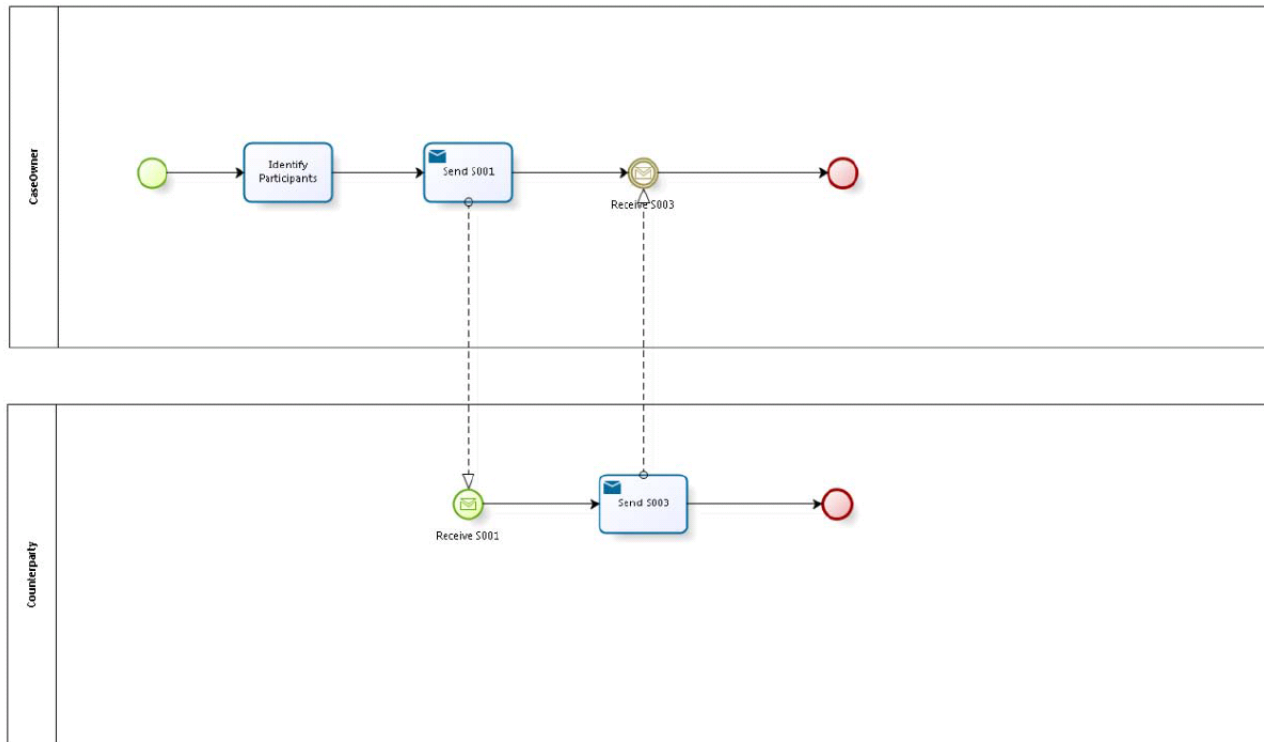 CaseOwner
Identify
Participants
Send S001
Receive S003
Counterparty
Receive S001
Send S003